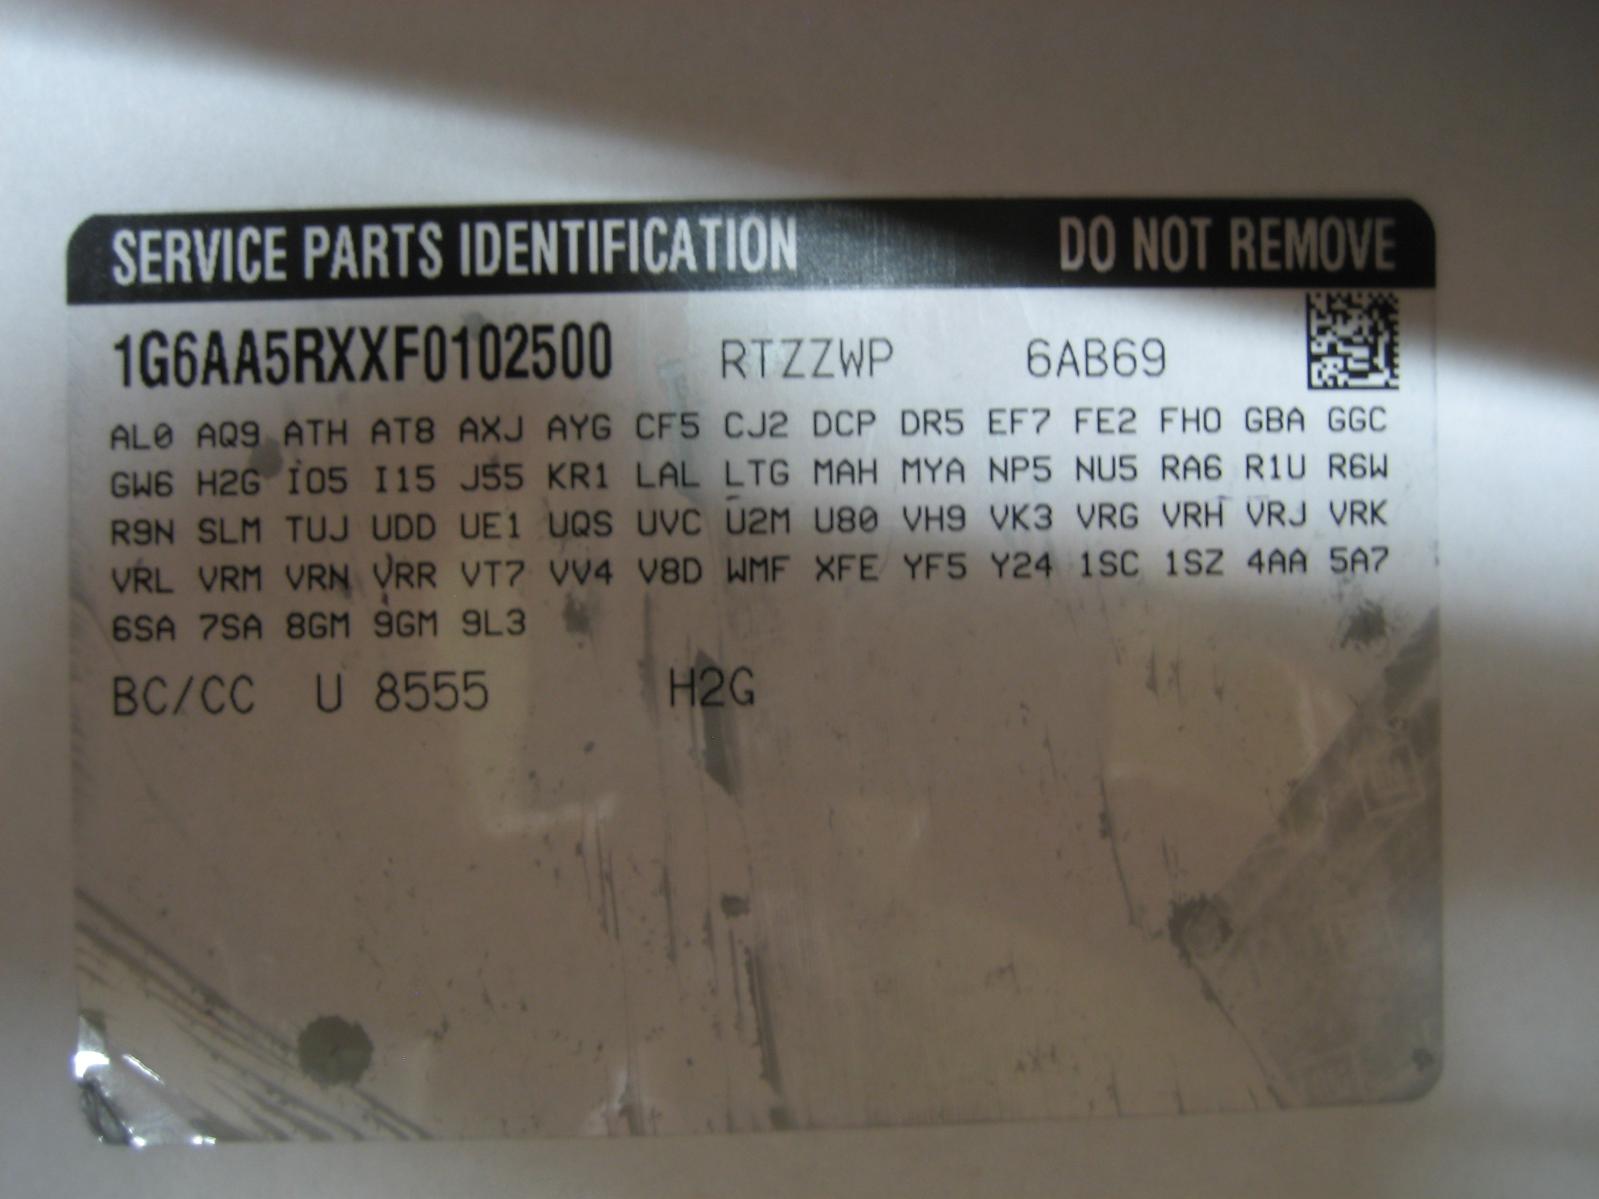 SERVICE PARTS IDENTIFICATION DO NOT REMOVE
1G6AA5RXXF0102500 RTZZWP 6AB69
AL0 AQ9 ATH AT8 AXJ AYG CF5 CJ2 DCP DR5 EF7 FE2 FHO GBA GGC
GW6 H2G IO5 I15 J55 KR1 LAL LTG MAH MYA NP5 NU5 RA6 R1U R6W
R9N SLM TUJ UDD UE1 UQS UVC U2M U80 VH9 VK3 VRG VRH VRJ VRK
VRL VRM VRN VRR VT7 VV4 V8D WMF XFE YF5 Y24 1SC 1SZ 4AA 5A7
6SA 7SA 8GM 9GM 9L3
BC/CC U 8555 H2G